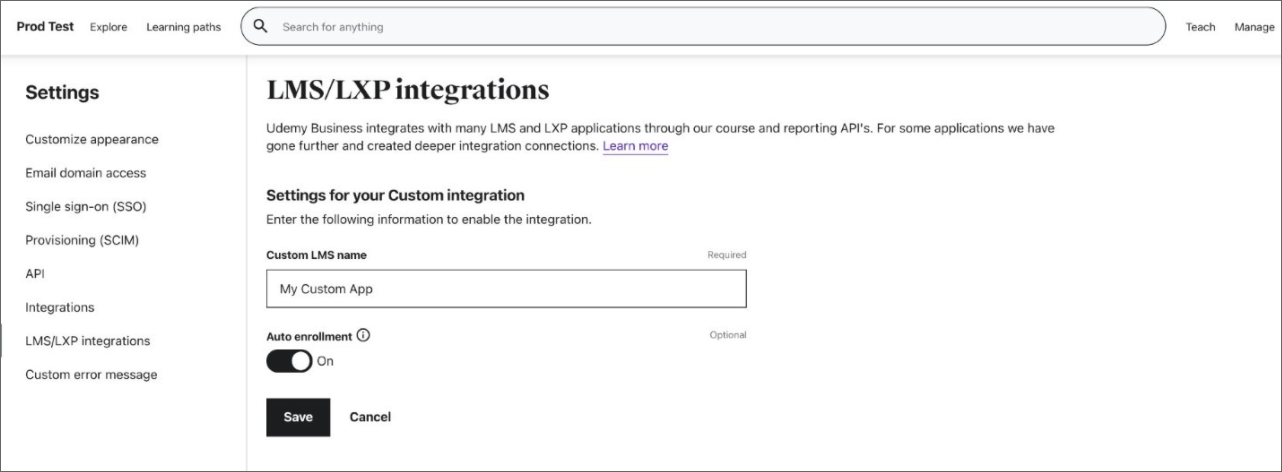 Prod Test Explore Learning paths Search for anything Teach Manage
Settings
Customize appearance
Email domain access
Single sign-on (SSO)
Provisioning (SCIM)
API
Integrations
LMS/LXP integrations
Custom error message
LMS/LXP integrations
Udemy Business integrates with many LMS and LXP applications through our course and reporting API's. For some applications we have
gone further and created deeper integration connections. Learn more
Settings for your Custom integration
Enter the following information to enable the integration.
Custom LMS name Required
My Custom App
Auto enrollment Optional
On
Save Cancel